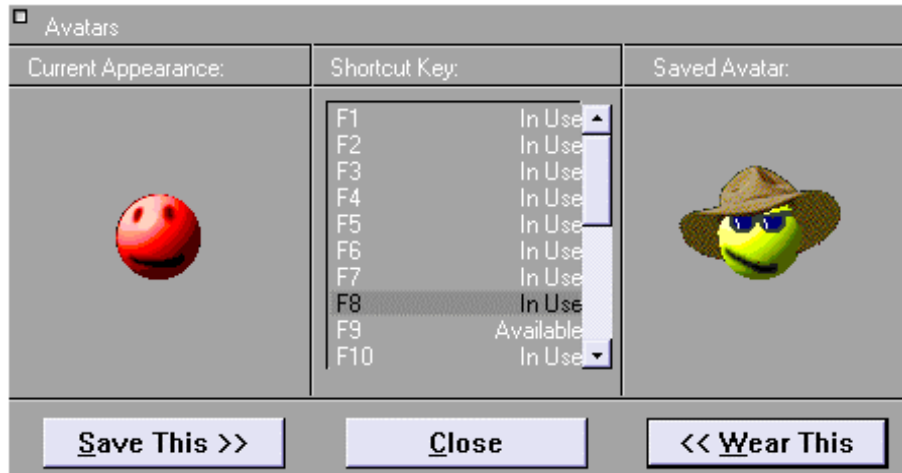 Avatars
Current Appearance:
Shortcut Key:
Saved Avatar:
F1 In Use
F2 In Use
F3 In Use
F4 In Use
F5 In Use
F6 In Use
F7 In Use
F8 In Use
F9 Available
F10 In Use
Save This >>
Close
<< Wear This